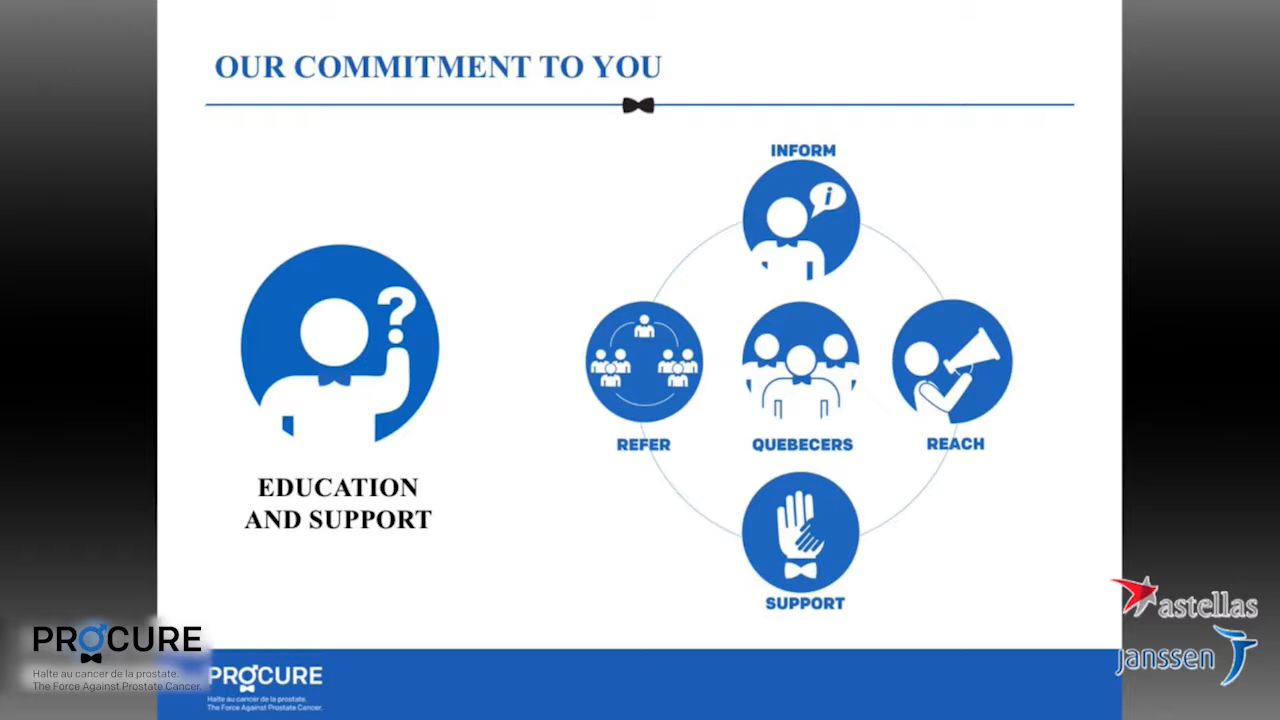 OUR COMMITMENT TO YOU
INFORM
i
?
REFER
QUEBECERS
REACH
EDUCATION
AND SUPPORT
SUPPORT
astellas
janssen
PROCURE
Halte au cancer de la prostate.
The Force Against Prostate Cancer.
PROCURE
Halte au cancer de la prostate.
The Force Against Prostate Cancer.